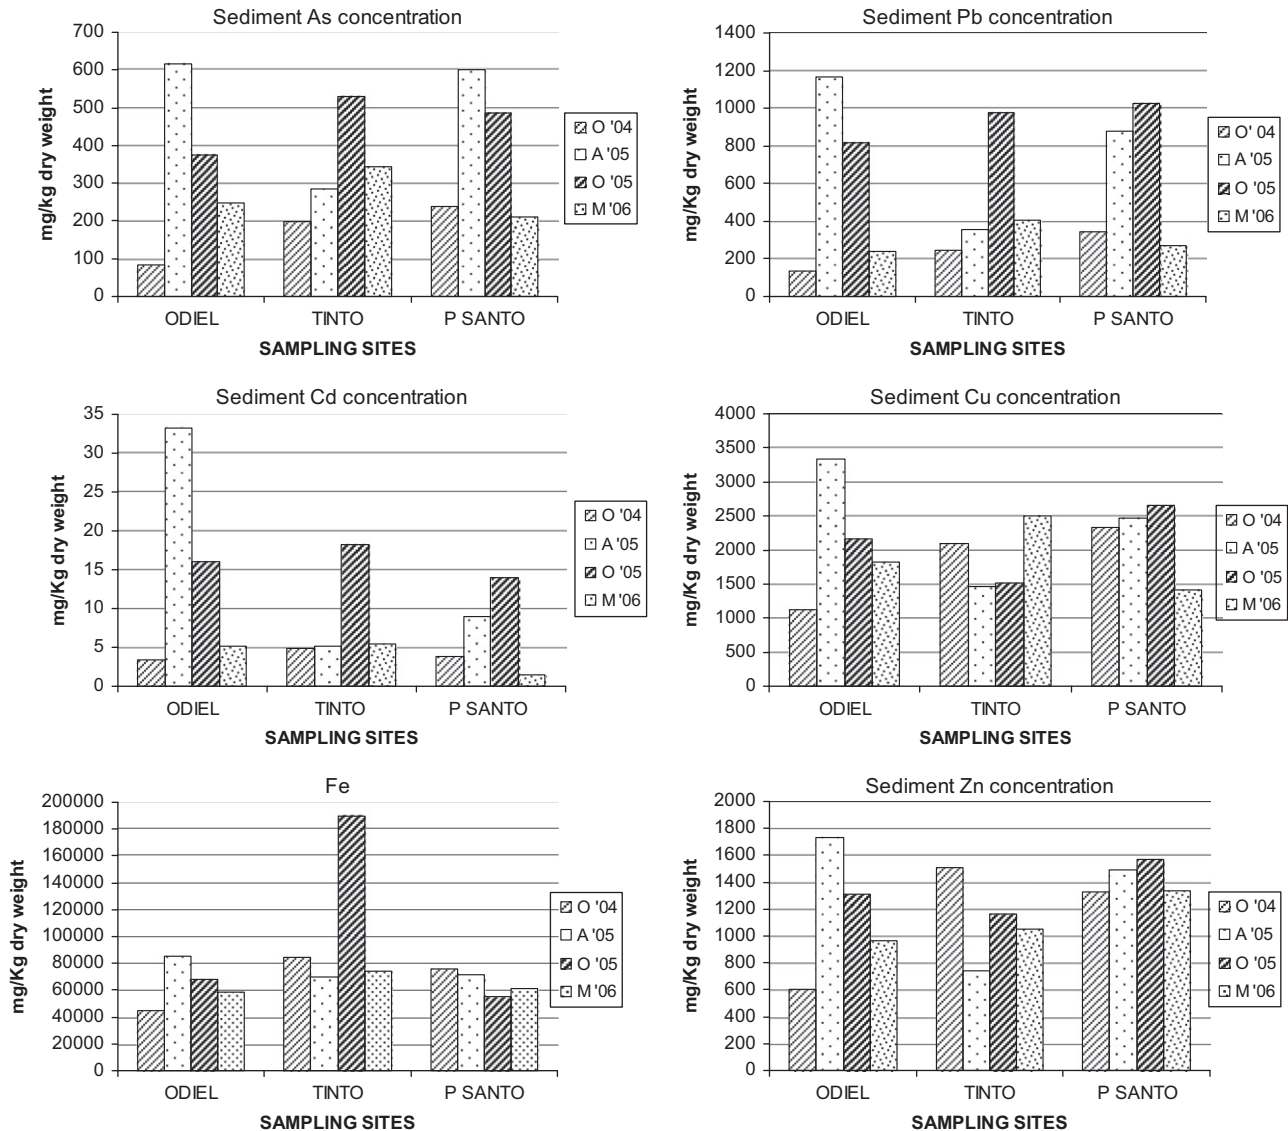 Sediment As concentration
700
600
500
400
300
200
100
0
mg/Kg dry weight
ODIEL TINTO P SANTO
SAMPLING SITES
O '04
A '05
O '05
M '06
Sediment Pb concentration
1400
1200
1000
800
600
400
200
0
mg/Kg dry weight
ODIEL TINTO P SANTO
SAMPLING SITES
O' 04
A '05
O '05
M '06
Sediment Cd concentration
35
30
25
20
15
10
5
0
mg/Kg dry weight
ODIEL TINTO P SANTO
SAMPLING SITES
O '04
A '05
O '05
M '06
Sediment Cu concentration
4000
3500
3000
2500
2000
1500
1000
500
0
mg/Kg dry weight
ODIEL TINTO P SANTO
SAMPLING SITES
O '04
A '05
O '05
M '06
Fe
200000
180000
160000
140000
120000
100000
80000
60000
40000
20000
0
mg/Kg dry weight
ODIEL TINTO P SANTO
SAMPLING SITES
O '04
A '05
O '05
M '06
Sediment Zn concentration
2000
1800
1600
1400
1200
1000
800
600
400
200
0
mg/Kg dry weight
ODIEL TINTO P SANTO
SAMPLING SITES
O '04
A '05
O '05
M '06